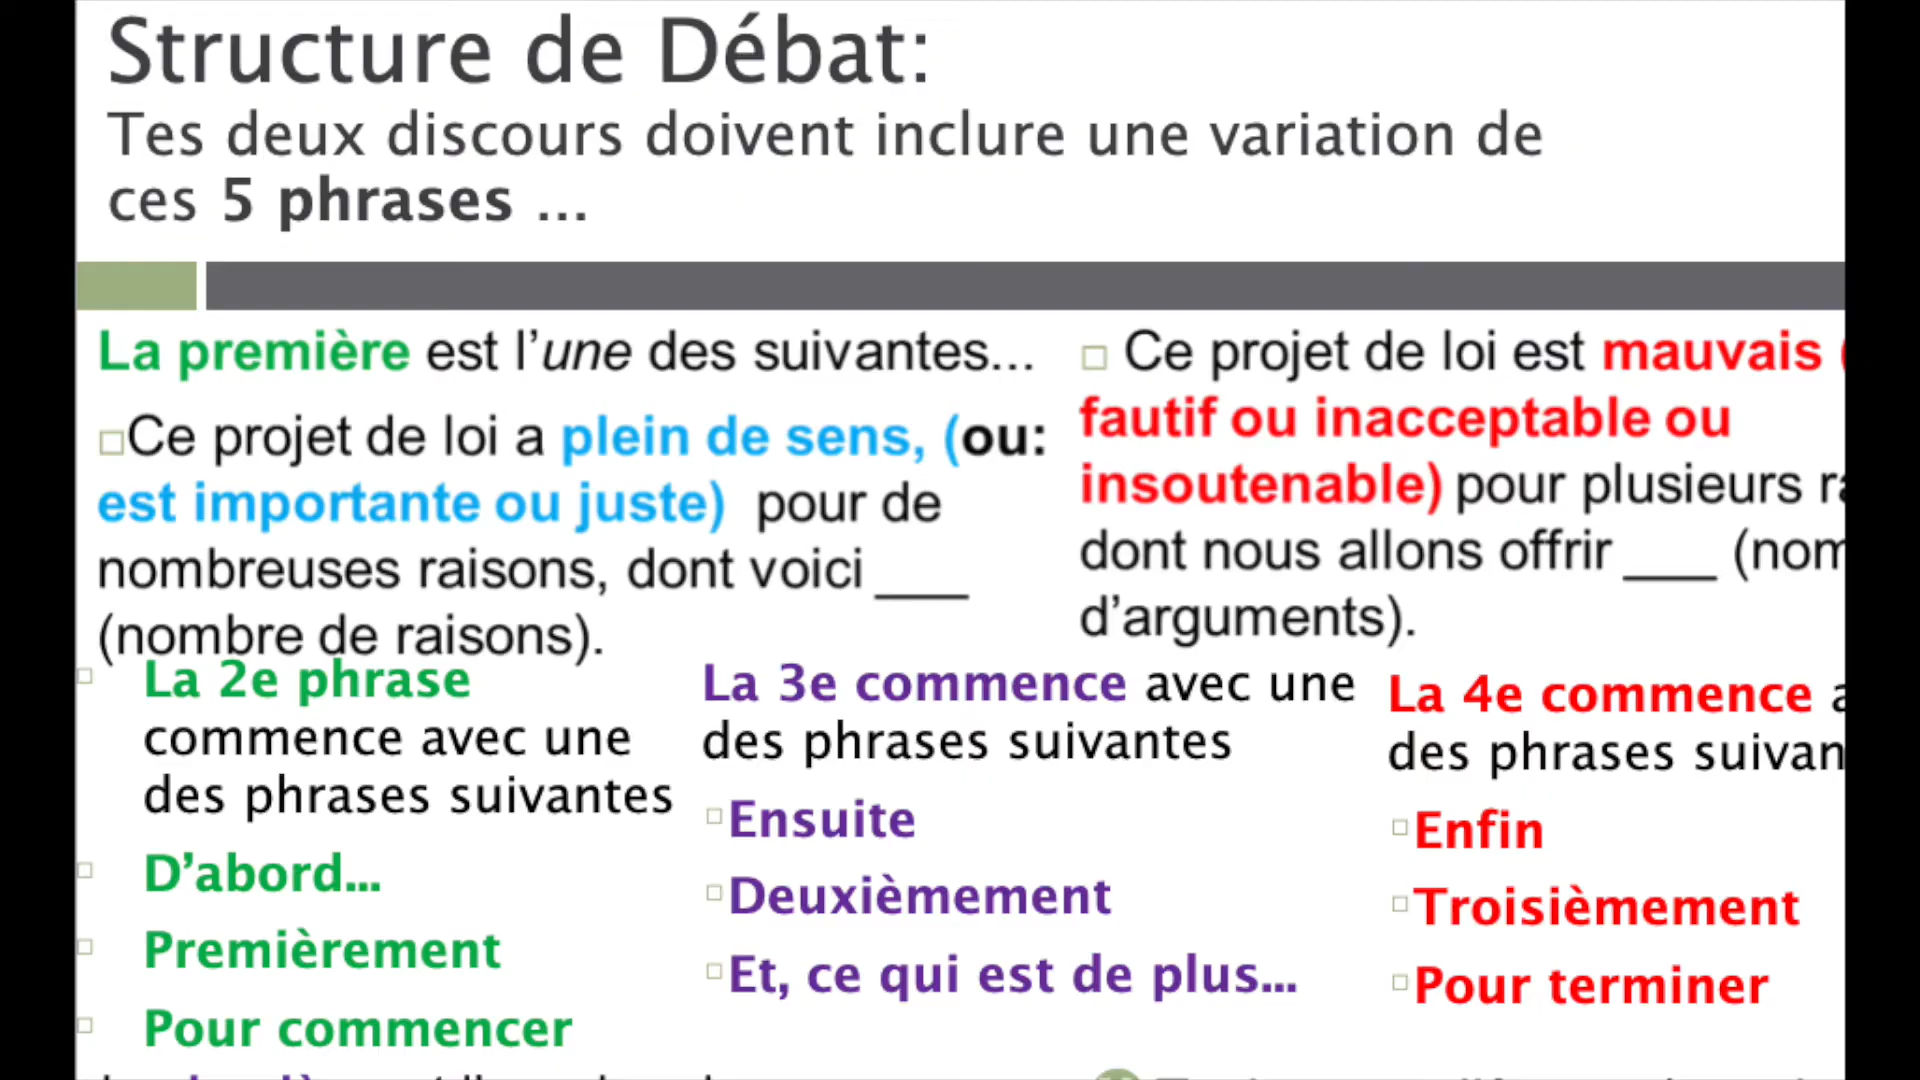 Structure de Débat:
Tes deux discours doivent inclure une variation de
ces 5 phrases ...
La première est l’une des suivantes...
Ce projet de loi a plein de sens, (ou:
est importante ou juste) pour de
nombreuses raisons, dont voici ___
(nombre de raisons).
Ce projet de loi est mauvais (
fautif ou inacceptable ou
insoutenable) pour plusieurs
dont nous allons offrir ___
d’arguments).
La 2e phrase
commence avec une
des phrases suivantes
D’abord...
Premièrement
Pour commencer
La 3e commence avec une
des phrases suivantes
Ensuite
Deuxièmement
Et, ce qui est de plus...
La 4e commence
des phrases
Enfin
Troisièmement
Pour terminer